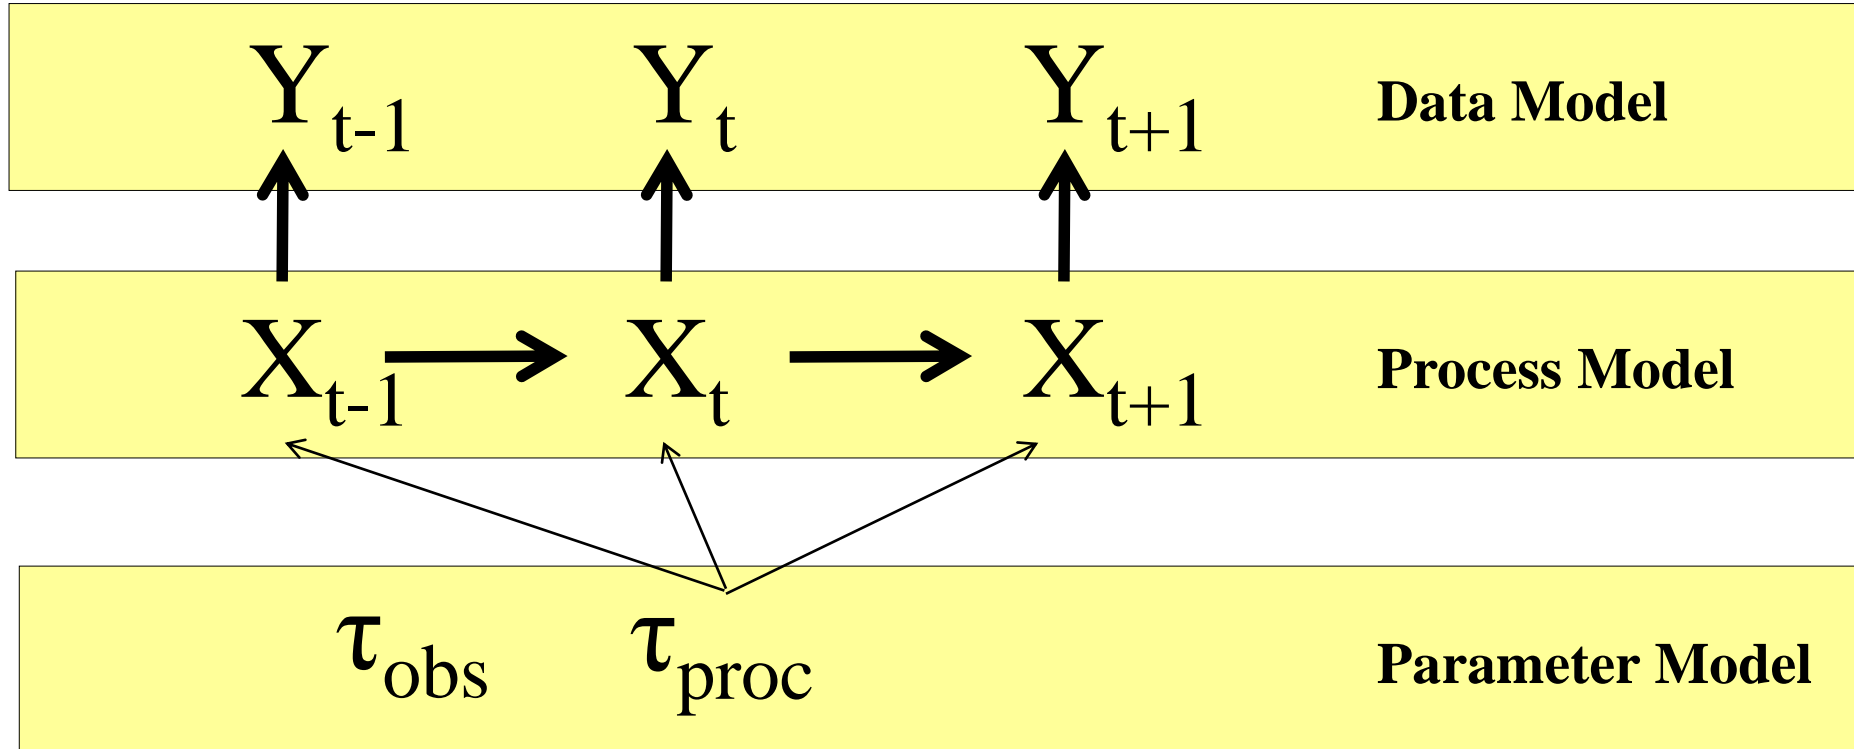 Y t-1 Y t Y t+1 Data Model
X t-1 X t X t+1 Process Model
τ obs τ proc Parameter Model